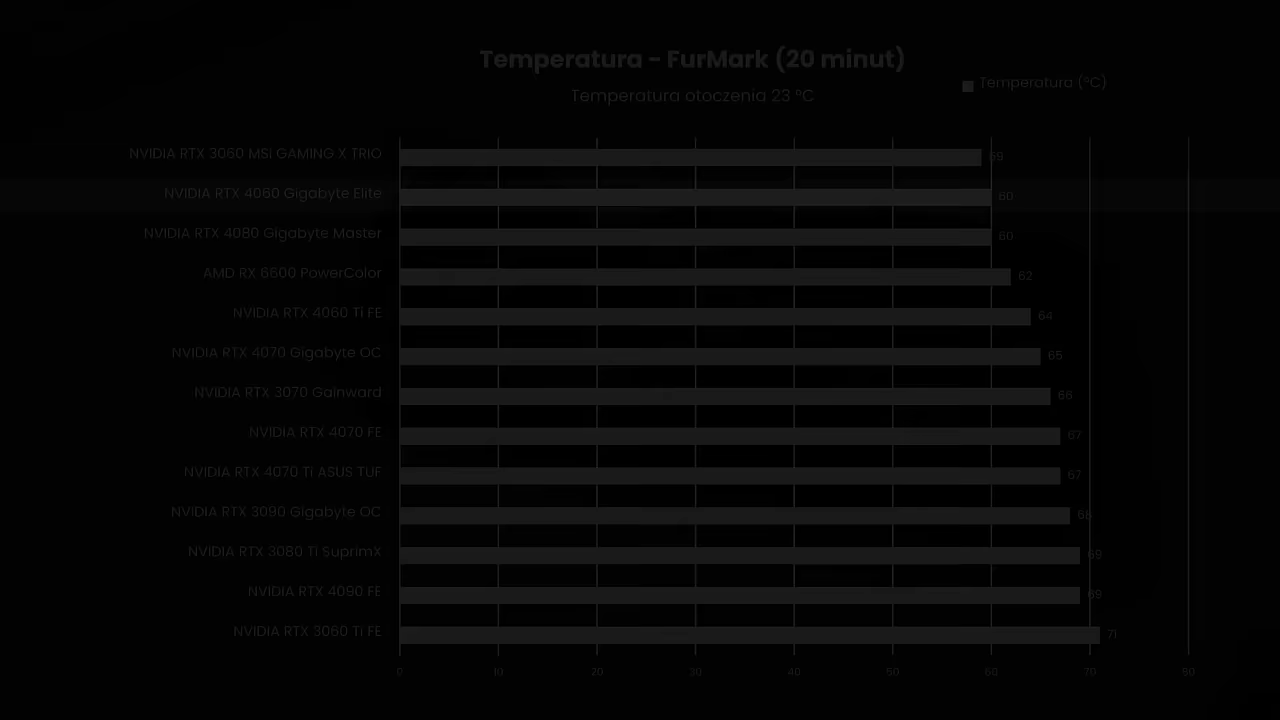 Temperatura - FurMark (20 minut)
Temperatura otoczenia 23 °C
Temperatura (°C)
NVIDIA RTX 3060 MSI GAMING X TRIO 59
NVIDIA RTX 4060 Gigabyte Elite 60
NVIDIA RTX 4080 Gigabyte Master 60
AMD RX 6600 PowerColor 62
NVIDIA RTX 4060 Ti FE 64
NVIDIA RTX 4070 Gigabyte OC 65
NVIDIA RTX 3070 Gainward 66
NVIDIA RTX 4070 FE 67
NVIDIA RTX 4070 Ti ASUS TUF 67
NVIDIA RTX 3090 Gigabyte OC 68
NVIDIA RTX 3080 Ti SuprimX 69
NVIDIA RTX 4090 FE 69
NVIDIA RTX 3060 Ti FE 71
0 10 20 30 40 50 60 70 80